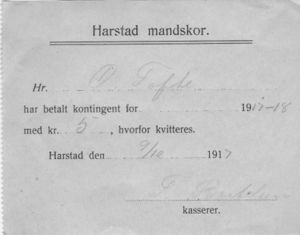 Harstad mandskor.
Hr. O. Tofte
har betalt kontingent for 1917-18
med kr. 5, hvorfor kvitteres.
Harstad den 9/10 1917
kasserer.